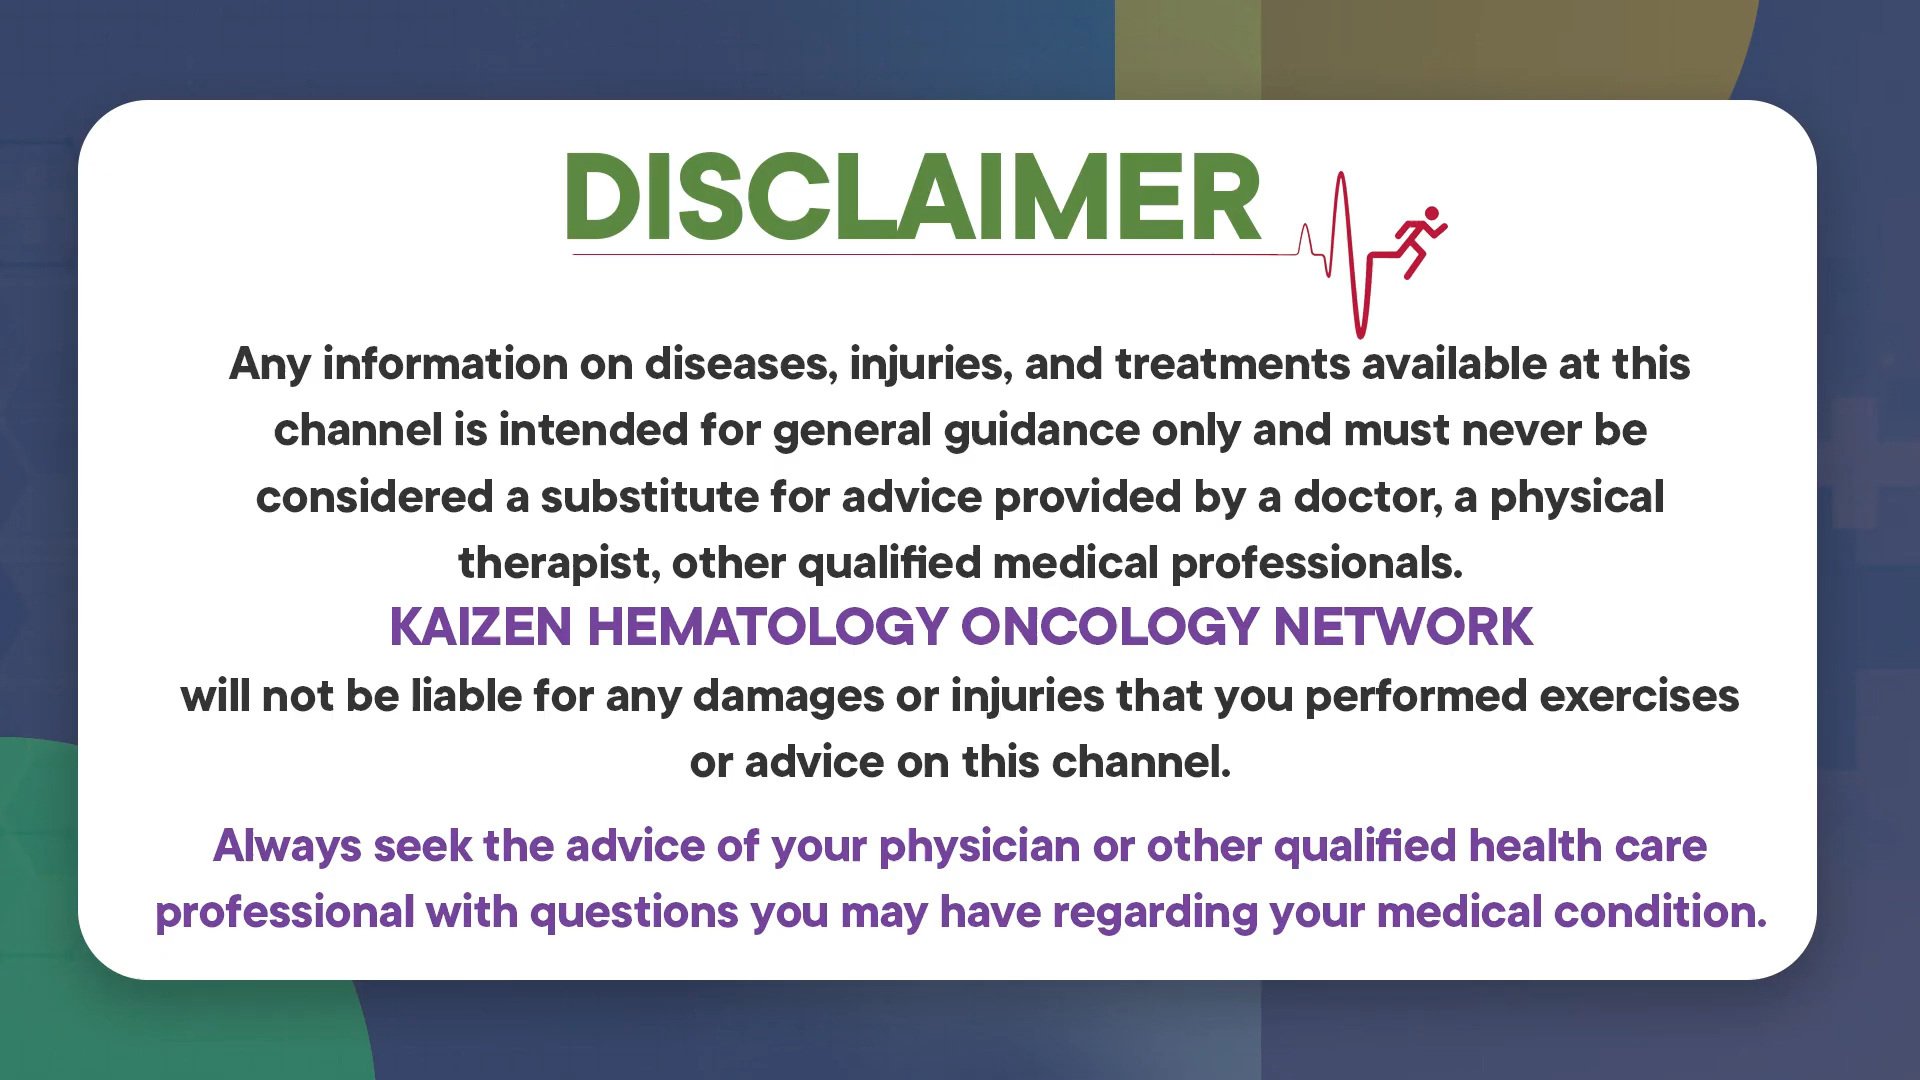 DISCLAIMER
Any information on diseases, injuries, and treatments available at this
channel is intended for general guidance only and must never be
considered a substitute for advice provided by a doctor, a physical
therapist, other qualified medical professionals.
KAIZEN HEMATOLOGY ONCOLOGY NETWORK
will not be liable for any damages or injuries that you performed exercises
or advice on this channel.
Always seek the advice of your physician or other qualified health care
professional with questions you may have regarding your medical condition.